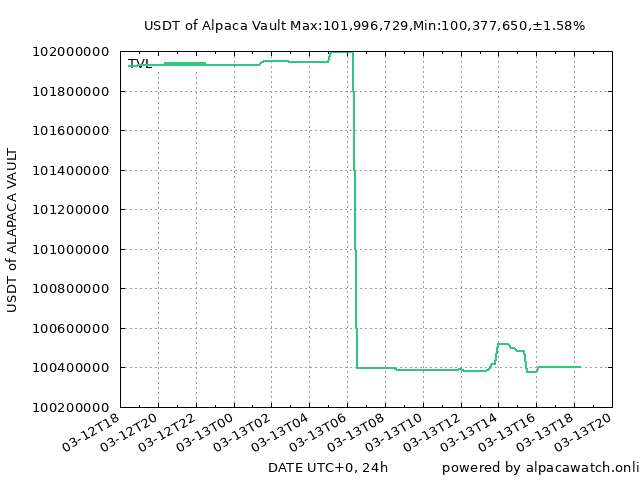 USDT of Alpaca Vault Max:101,996,729,Min:100,377,650,±1.58%
102000000
TVL
101800000
101600000
101400000
101200000
101000000
100800000
100600000
100400000
100200000
USDT of ALAPACA VAULT
03-12T18
03-12T20
03-12T22
03-13T00
03-13T02
03-13T04
03-13T06
03-13T08
03-13T10
03-13T12
03-13T14
03-13T16
03-13T18
03-13T20
DATE UTC+0, 24h
powered by alpacawatch.onli